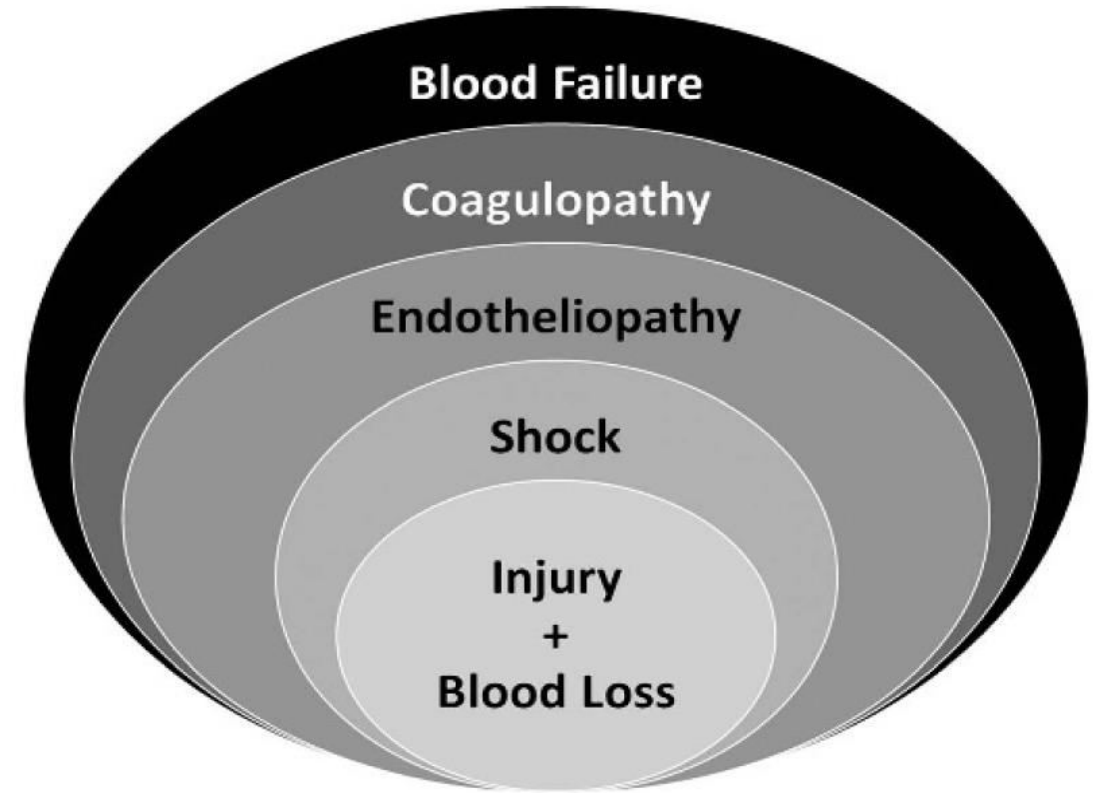 Blood Failure
Coagulopathy
Endotheliopathy
Shock
Injury
+
Blood Loss